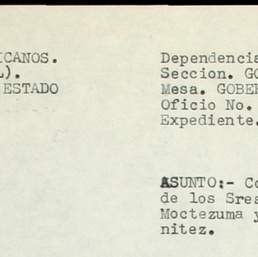 ICANOS.
L).
ESTADO
Dependencia
Seccion. GO
Mesa. GOBER
Oficio No.
Expediente.
ASUNTO:- Co
de los Sres
Moctezuma y
nitez.